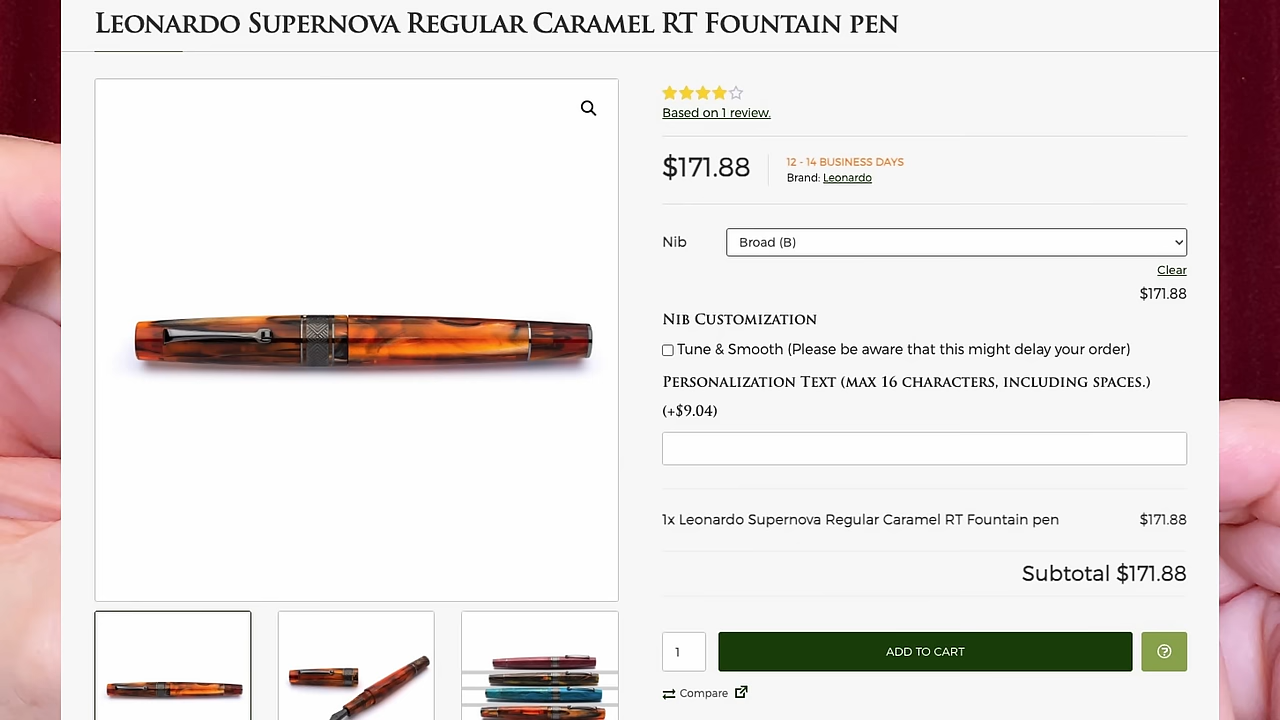 Leonardo Supernova Regular Caramel RT Fountain pen
Based on 1 review.
$171.88
12 - 14 BUSINESS DAYS
Brand: Leonardo
Nib
Broad (B)
Clear
$171.88
Nib Customization
Tune & Smooth (Please be aware that this might delay your order)
Personalization Text (max 16 characters, including spaces.)
(+$9.04)
1x Leonardo Supernova Regular Caramel RT Fountain pen $171.88
Subtotal $171.88
1
ADD TO CART
Compare